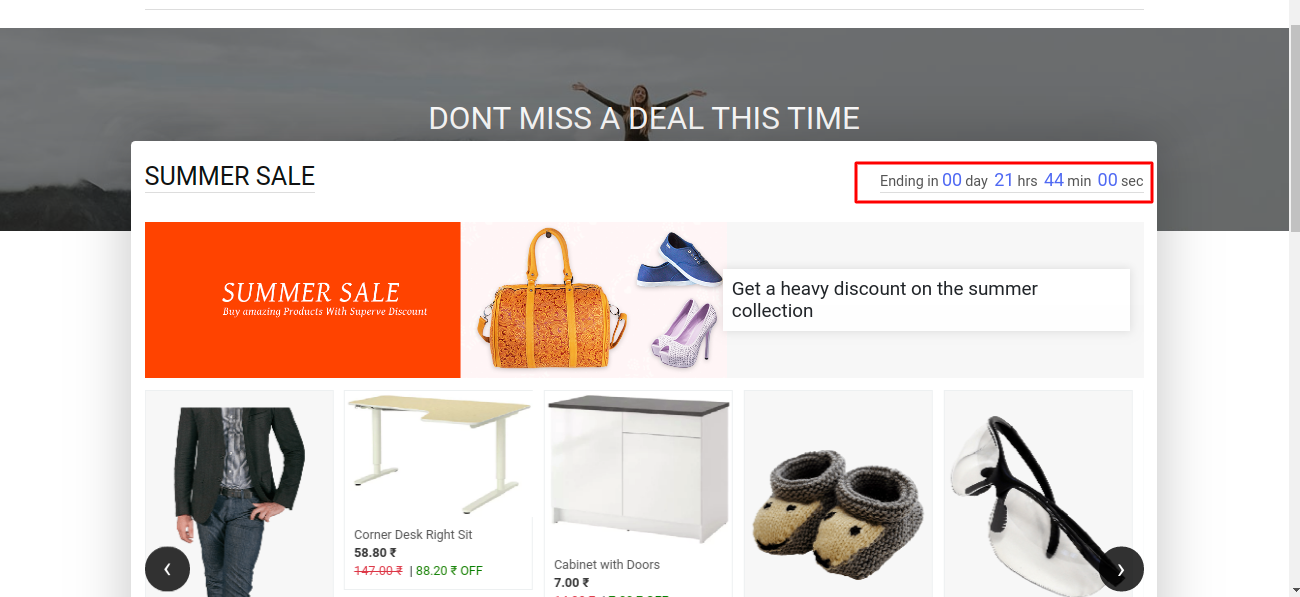 DONT MISS A DEAL THIS TIME
SUMMER SALE
Ending in 00 day 21 hrs 44 min 00 sec
SUMMER SALE
Buy amazing Products With Superve Discount
Get a heavy discount on the summer
collection
Corner Desk Right Sit
58.80 ₹
147.00 ₹ | 88.20 ₹ OFF
Cabinet with Doors
7.00 ₹